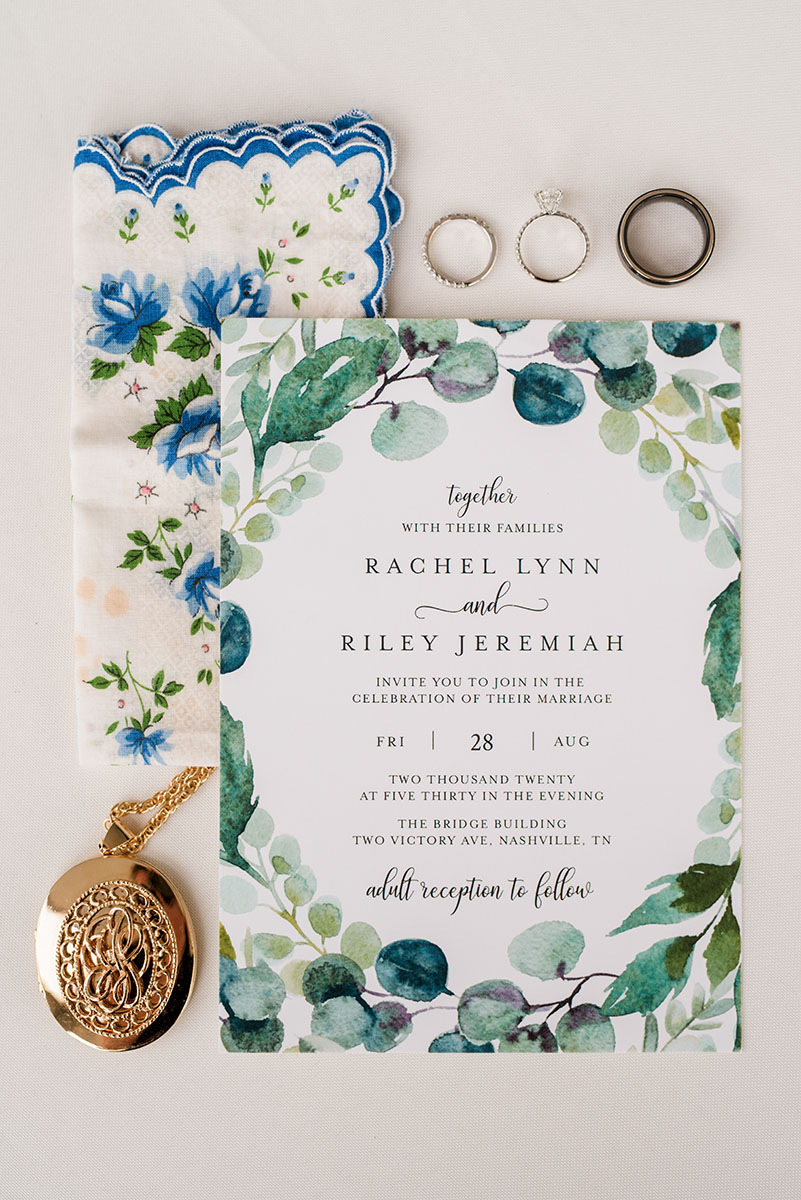 together
WITH THEIR FAMILIES
RACHEL LYNN
and
RILEY JEREMIAH
INVITE YOU TO JOIN IN THE
CELEBRATION OF THEIR MARRIAGE
FRI | 28 | AUG
TWO THOUSAND TWENTY
AT FIVE THIRTY IN THE EVENING
THE BRIDGE BUILDING
TWO VICTORY AVE, NASHVILLE, TN
adult reception to follow